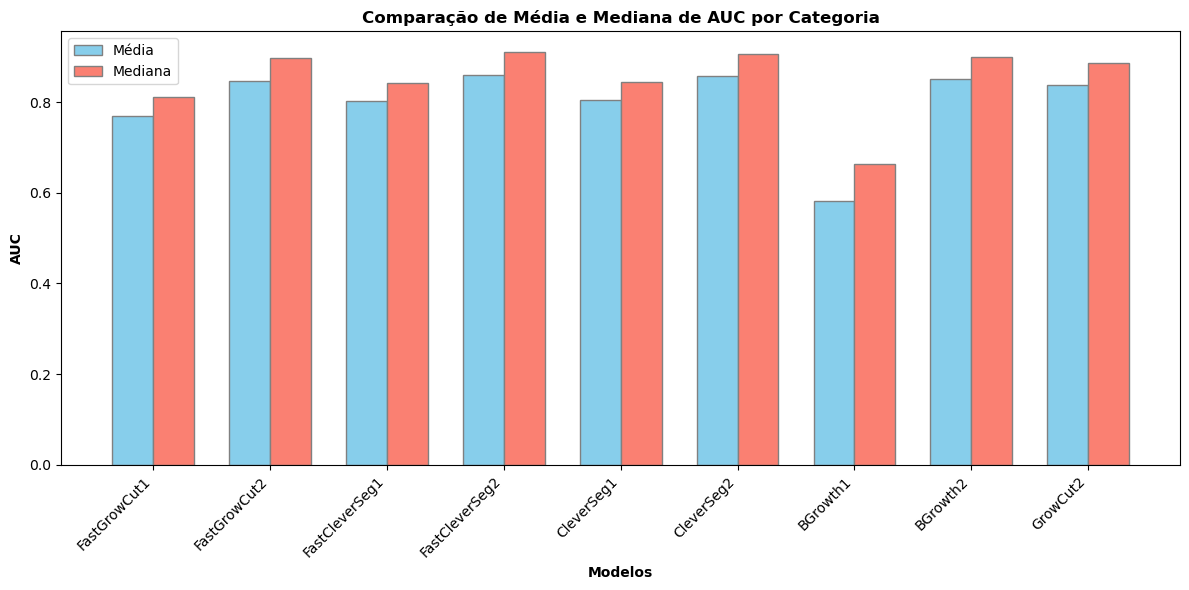 Comparação de Média e Mediana de AUC por Categoria
Média
Mediana
AUC
0.8
0.6
0.4
0.2
0.0
FastGrowCut1
FastGrowCut2
FastCleverSeg1
FastCleverSeg2
CleverSeg1
CleverSeg2
BGrowth1
BGrowth2
GrowCut2
Modelos